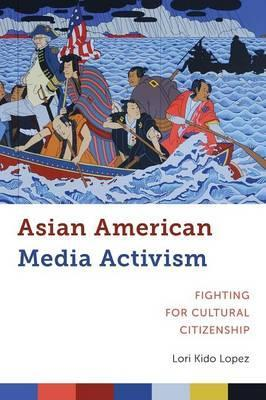 Asian American
Media Activism
FIGHTING
FOR CULTURAL
CITIZENSHIP
Lori Kido Lopez